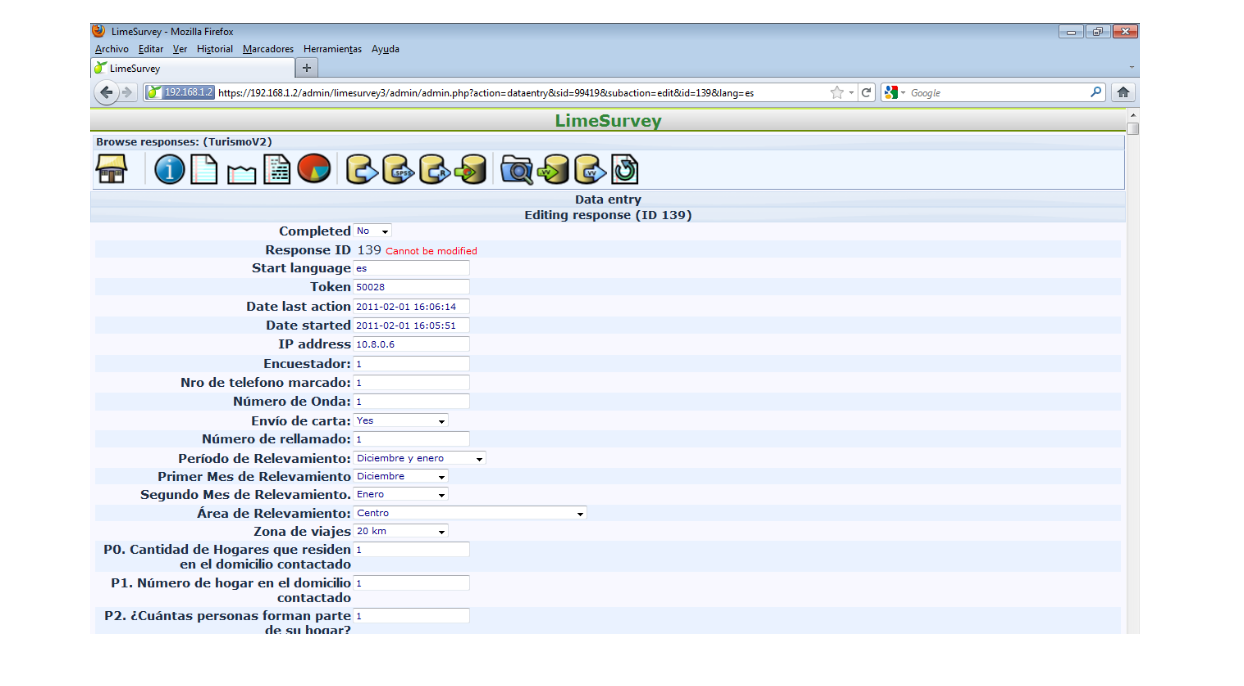 LimeSurvey - Mozilla Firefox
Archivo Editar Ver Historial Marcadores Herramientas Ayuda
LimeSurvey +
192.168.1.2 https://192.168.1.2/admin/limesurvey3/admin/admin.php?action=dataentry&sid=99419&subaction=edit&id=139&lang=es Google
LimeSurvey
Browse responses: (TurismoV2)
SPSS R VV VV
Data entry
Editing response (ID 139)
Completed No
Response ID 139 Cannot be modified
Start language es
Token 50028
Date last action 2011-02-01 16:06:14
Date started 2011-02-01 16:05:51
IP address 10.8.0.6
Encuestador: 1
Nro de telefono marcado: 1
Número de Onda: 1
Envío de carta: Yes
Número de rellamado: 1
Período de Relevamiento: Diciembre y enero
Primer Mes de Relevamiento Diciembre
Segundo Mes de Relevamiento. Enero
Área de Relevamiento: Centro
Zona de viajes 20 km
P0. Cantidad de Hogares que residen 1
en el domicilio contactado
P1. Número de hogar en el domicilio 1
contactado
P2. ¿Cuántas personas forman parte 1
de su hogar?